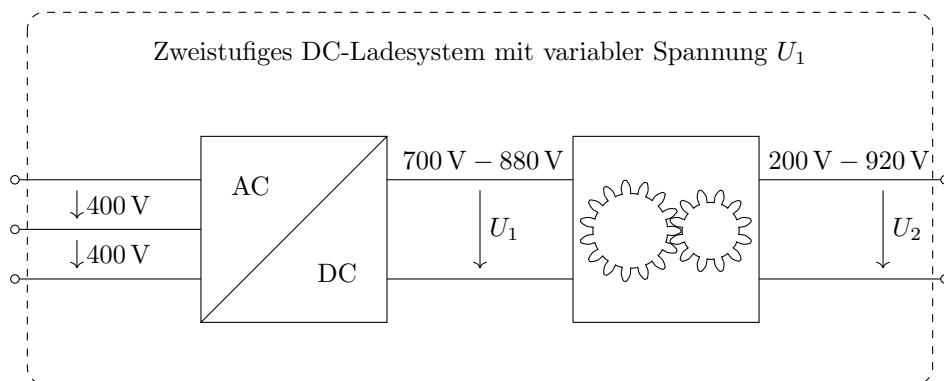 Zweistufiges DC-Ladesystem mit variabler Spannung U₁
700 V − 880 V
200 V − 920 V
AC
400 V
U₁
U₂
400 V
DC